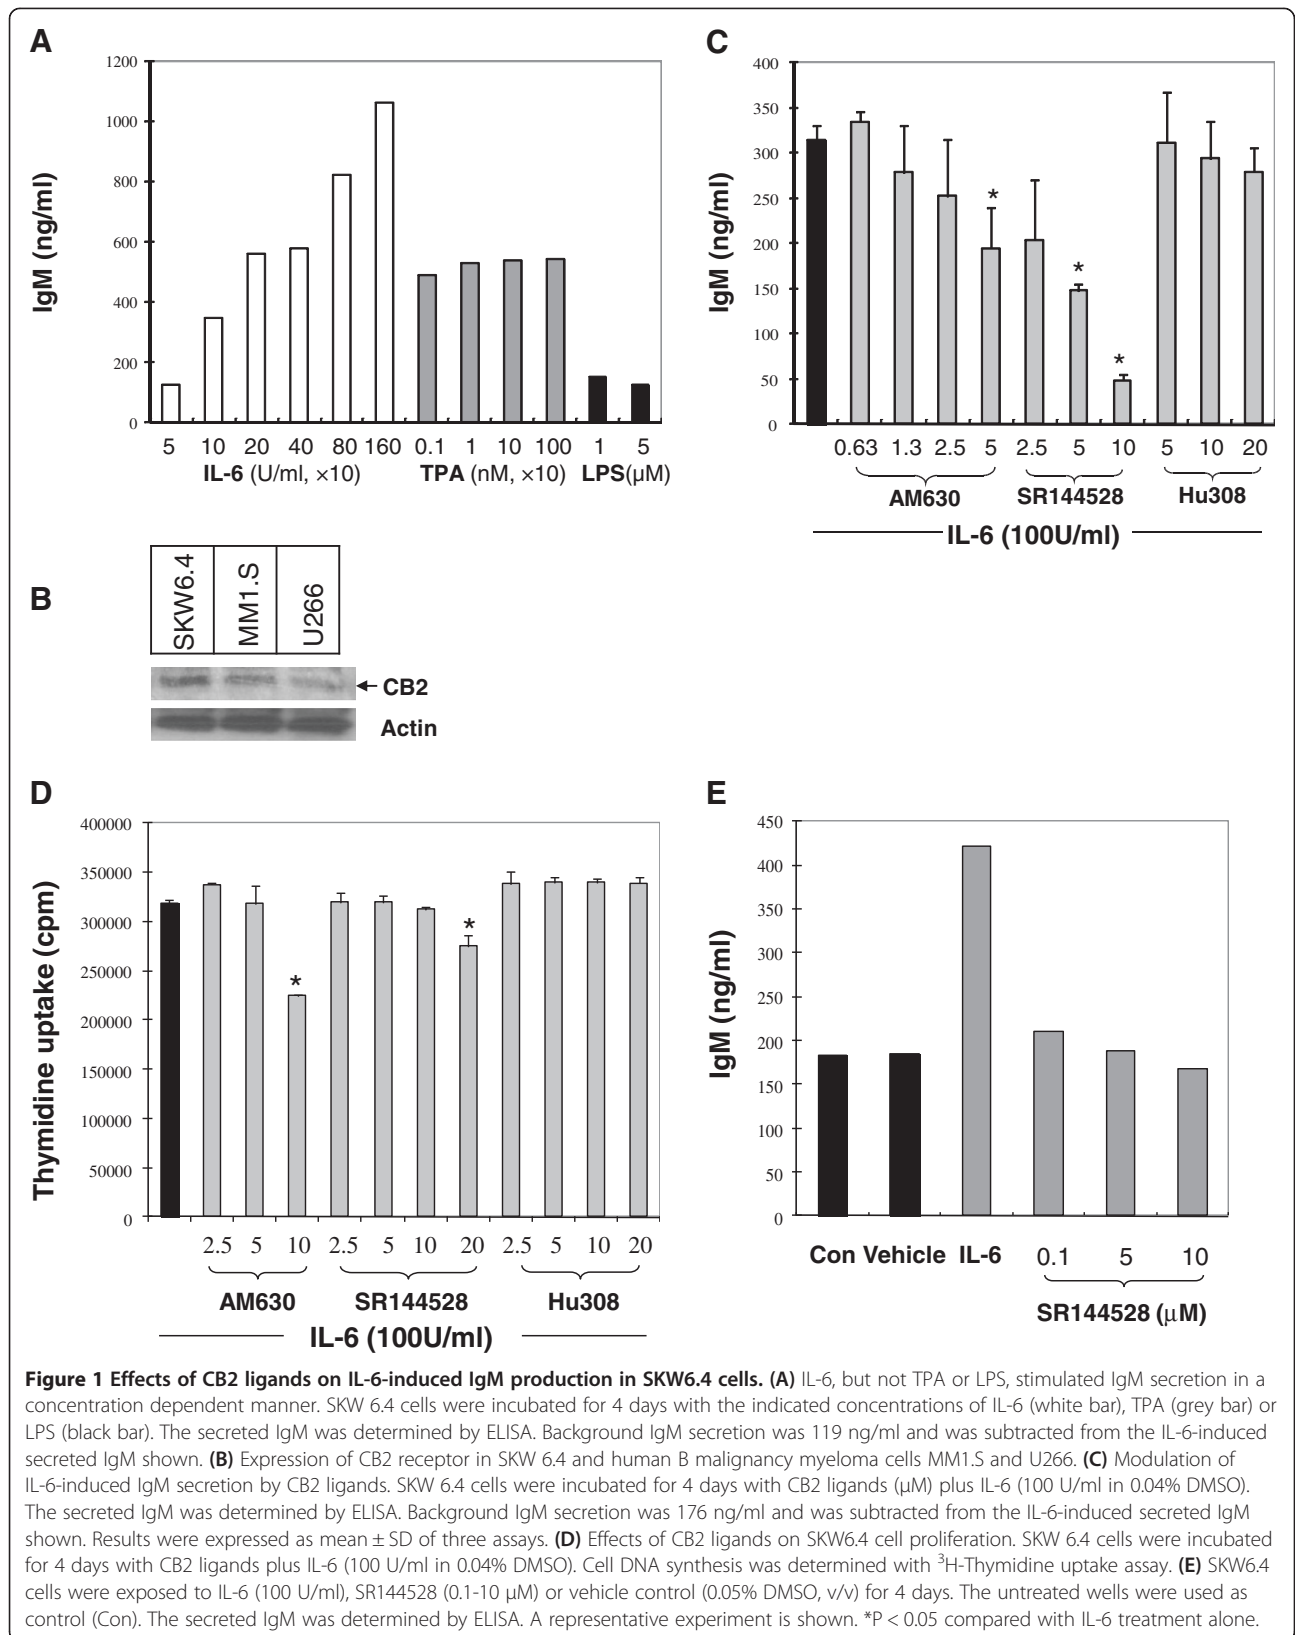 A
1200
1000
800
600
400
200
0
IgM (ng/ml)
5 10 20 40 80 160 0.1 1 10 100 1 5
IL-6 (U/ml, ×10) TPA (nM, ×10) LPS(µM)
C
400
350
300
250
200
150
100
50
0
IgM (ng/ml)
* * *
0.63 1.3 2.5 5 2.5 5 10 5 10 20
AM630 SR144528 Hu308
IL-6 (100U/ml)
B
SKW6.4 MM1.S U266
CB2
Actin
D
400000
350000
300000
250000
200000
150000
100000
50000
0
Thymidine uptake (cpm)
* *
2.5 5 10 2.5 5 10 20 2.5 5 10 20
AM630 SR144528 Hu308
IL-6 (100U/ml)
E
450
400
350
300
250
200
150
100
50
0
IgM (ng/ml)
Con Vehicle IL-6 0.1 5 10
SR144528 (µM)
Figure 1 Effects of CB2 ligands on IL-6-induced IgM production in SKW6.4 cells. (A) IL-6, but not TPA or LPS, stimulated IgM secretion in a
concentration dependent manner. SKW 6.4 cells were incubated for 4 days with the indicated concentrations of IL-6 (white bar), TPA (grey bar) or
LPS (black bar). The secreted IgM was determined by ELISA. Background IgM secretion was 119 ng/ml and was subtracted from the IL-6-induced
secreted IgM shown. (B) Expression of CB2 receptor in SKW 6.4 and human B malignancy myeloma cells MM1.S and U266. (C) Modulation of
IL-6-induced IgM secretion by CB2 ligands. SKW 6.4 cells were incubated for 4 days with CB2 ligands (µM) plus IL-6 (100 U/ml in 0.04% DMSO).
The secreted IgM was determined by ELISA. Background IgM secretion was 176 ng/ml and was subtracted from the IL-6-induced secreted IgM
shown. Results were expressed as mean ± SD of three assays. (D) Effects of CB2 ligands on SKW6.4 cell proliferation. SKW 6.4 cells were incubated
for 4 days with CB2 ligands plus IL-6 (100 U/ml in 0.04% DMSO). Cell DNA synthesis was determined with ³H-Thymidine uptake assay. (E) SKW6.4
cells were exposed to IL-6 (100 U/ml), SR144528 (0.1-10 µM) or vehicle control (0.05% DMSO, v/v) for 4 days. The untreated wells were used as
control (Con). The secreted IgM was determined by ELISA. A representative experiment is shown. *P < 0.05 compared with IL-6 treatment alone.